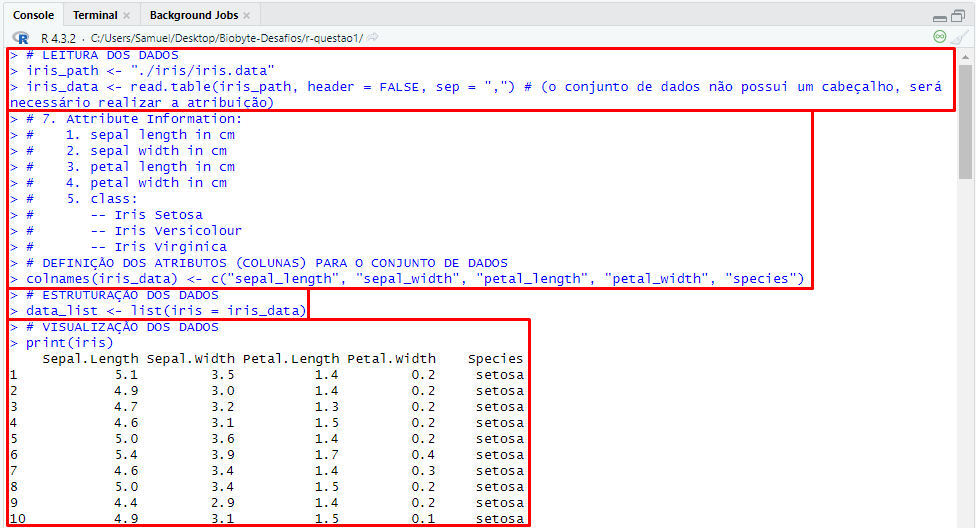 Console Terminal × Background Jobs ×
R R 4.3.2 · C:/Users/Samuel/Desktop/Biobyte-Desafios/r-questao1/
> # LEITURA DOS DADOS
> iris_path <- "./iris/iris.data"
> iris_data <- read.table(iris_path, header = FALSE, sep = ",") # (o conjunto de dados não possui um cabeçalho, será
necessário realizar a atribuição)
> # 7. Attribute Information:
> #    1. sepal length in cm
> #    2. sepal width in cm
> #    3. petal length in cm
> #    4. petal width in cm
> #    5. class:
> #       -- Iris Setosa
> #       -- Iris Versicolour
> #       -- Iris Virginica
> # DEFINIÇÃO DOS ATRIBUTOS (COLUNAS) PARA O CONJUNTO DE DADOS
> colnames(iris_data) <- c("sepal_length", "sepal_width", "petal_length", "petal_width", "species")
> # ESTRUTURAÇÃO DOS DADOS
> data_list <- list(iris = iris_data)
> # VISUALIZAÇÃO DOS DADOS
> print(iris)
    Sepal.Length Sepal.Width Petal.Length Petal.Width    Species
1            5.1         3.5          1.4         0.2     setosa
2            4.9         3.0          1.4         0.2     setosa
3            4.7         3.2          1.3         0.2     setosa
4            4.6         3.1          1.5         0.2     setosa
5            5.0         3.6          1.4         0.2     setosa
6            5.4         3.9          1.7         0.4     setosa
7            4.6         3.4          1.4         0.3     setosa
8            5.0         3.4          1.5         0.2     setosa
9            4.4         2.9          1.4         0.2     setosa
10           4.9         3.1          1.5         0.1     setosa